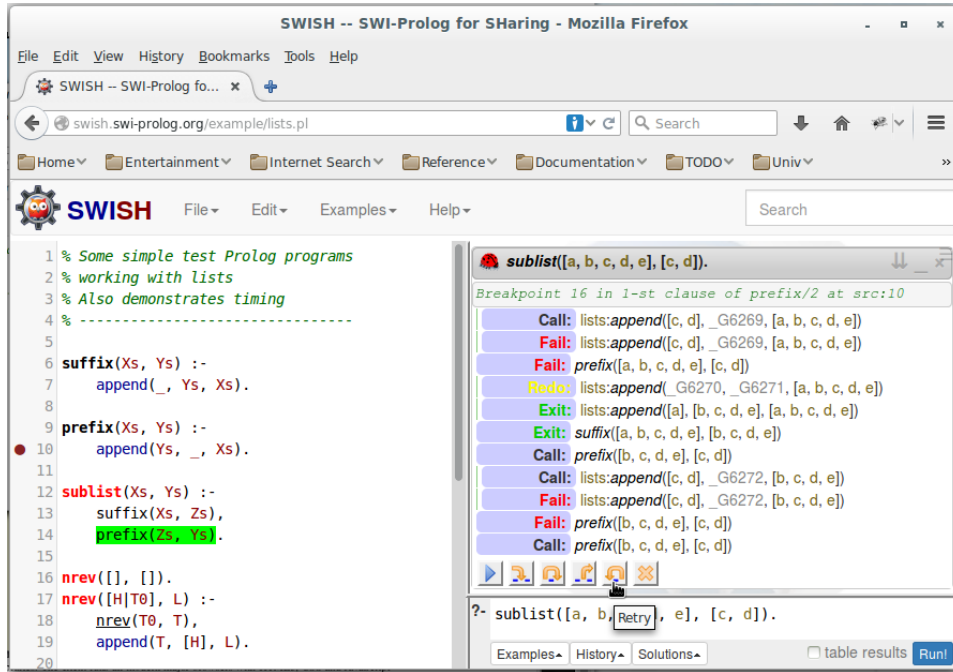 SWISH -- SWI-Prolog for SHaring - Mozilla Firefox
File Edit View History Bookmarks Tools Help
SWISH -- SWI-Prolog fo...
swish.swi-prolog.org/example/lists.pl
Search
Home Entertainment Internet Search Reference Documentation TODO Univ »
SWISH File Edit Examples Help Search
1 % Some simple test Prolog programs
2 % working with lists
3 % Also demonstrates timing
4 % --------------------------------
5
6 suffix(Xs, Ys) :-
7 append(_, Ys, Xs).
8
9 prefix(Xs, Ys) :-
10 append(Ys, _, Xs).
11
12 sublist(Xs, Ys) :-
13 suffix(Xs, Zs),
14 prefix(Zs, Ys).
15
16 nrev([], []).
17 nrev([H|T0], L) :-
18 nrev(T0, T),
19 append(T, [H], L).
20
sublist([a, b, c, d, e], [c, d]).
Breakpoint 16 in 1-st clause of prefix/2 at src:10
Call: lists:append([c, d], _G6269, [a, b, c, d, e])
Fail: lists:append([c, d], _G6269, [a, b, c, d, e])
Fail: prefix([a, b, c, d, e], [c, d])
Redo: lists:append(_G6270, _G6271, [a, b, c, d, e])
Exit: lists:append([a], [b, c, d, e], [a, b, c, d, e])
Exit: suffix([a, b, c, d, e], [b, c, d, e])
Call: prefix([b, c, d, e], [c, d])
Call: lists:append([c, d], _G6272, [b, c, d, e])
Fail: lists:append([c, d], _G6272, [b, c, d, e])
Fail: prefix([b, c, d, e], [c, d])
Call: prefix([b, c, d, e], [c, d])
?- sublist([a, b, e], [c, d]).
Retry
Examples History Solutions table results Run!